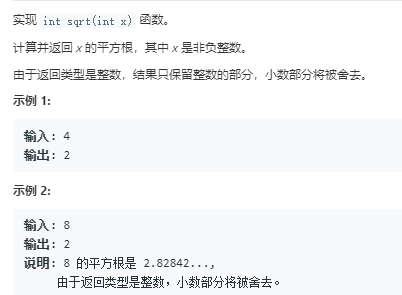 实现 int sqrt(int x) 函数。
计算并返回 x 的平方根，其中 x 是非负整数。
由于返回类型是整数，结果只保留整数的部分，小数部分将被舍去。
示例 1:
输入: 4
输出: 2
示例 2:
输入: 8
输出: 2
说明: 8 的平方根是 2.82842...,
由于返回类型是整数，小数部分将被舍去。